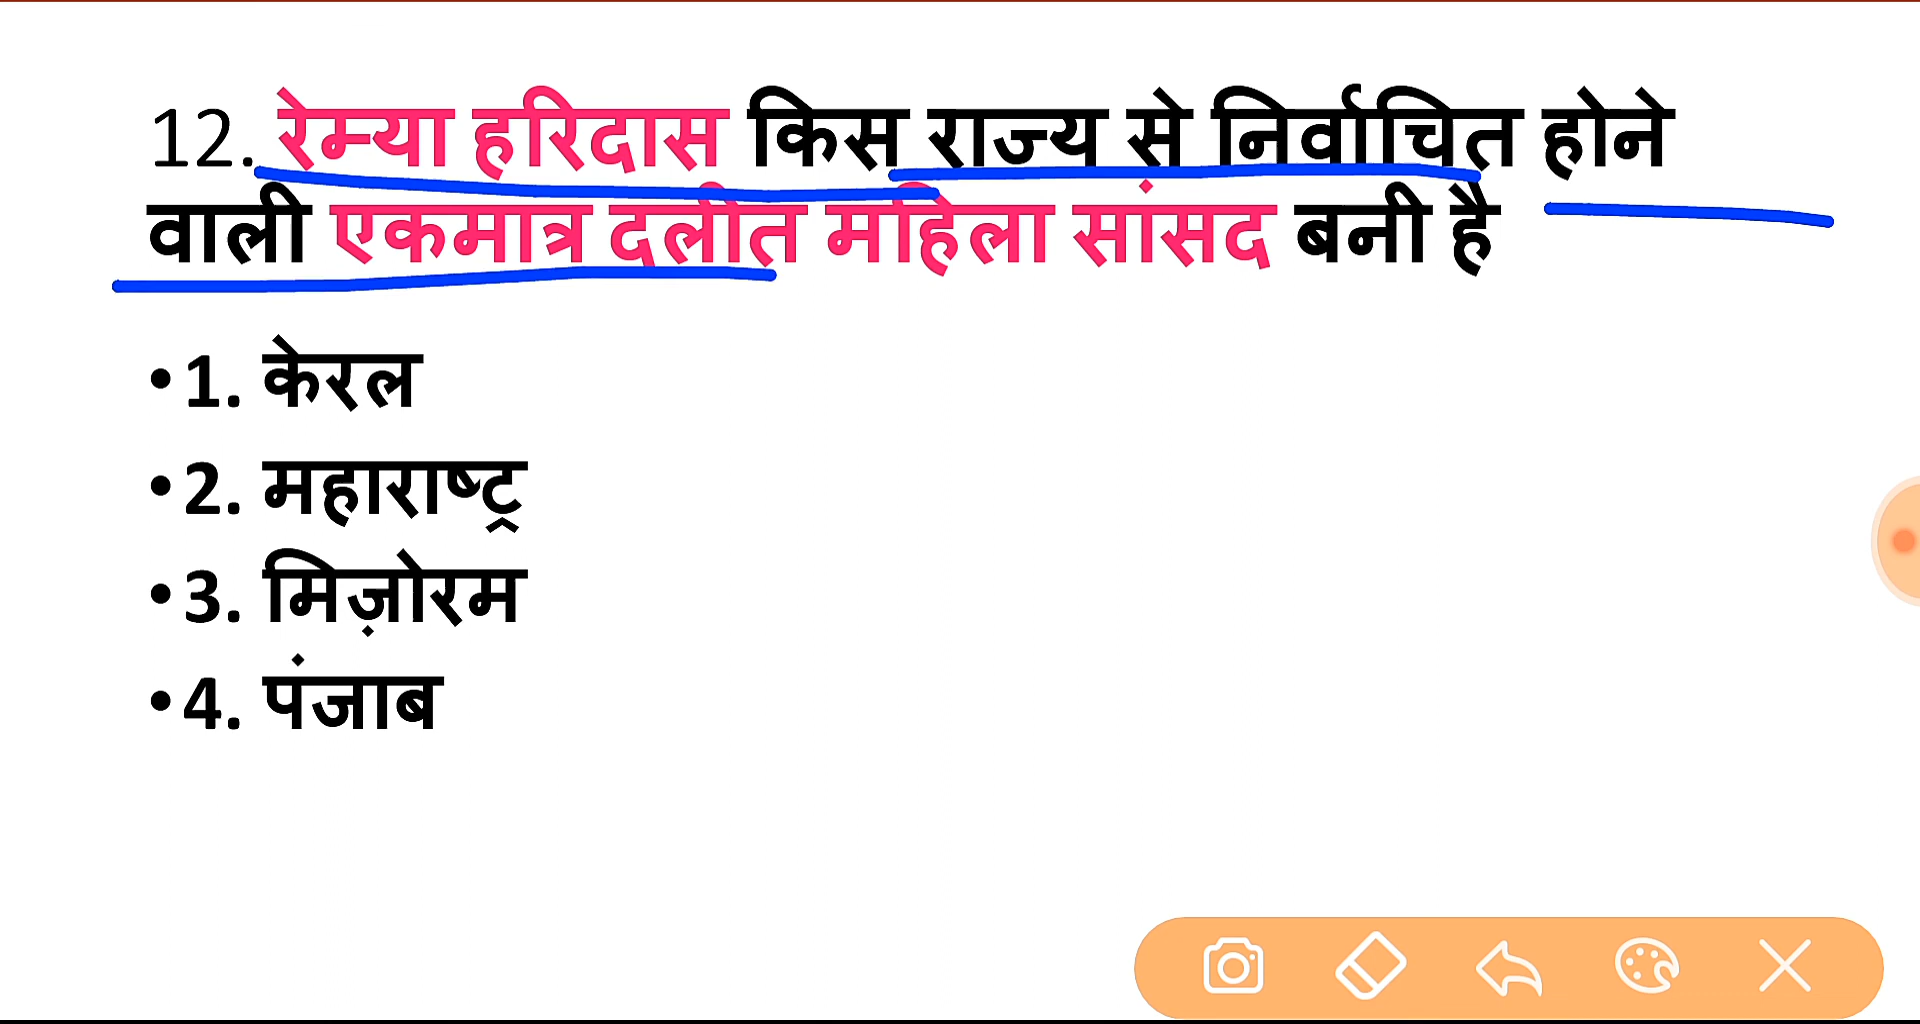 12. रेम्या हरिदास किस राज्य से निर्वाचित होने
वाली एकमात्र दलीत महिला सांसद बनी है
•1. केरल
•2. महाराष्ट्र
•3. मिज़ोरम
•4. पंजाब